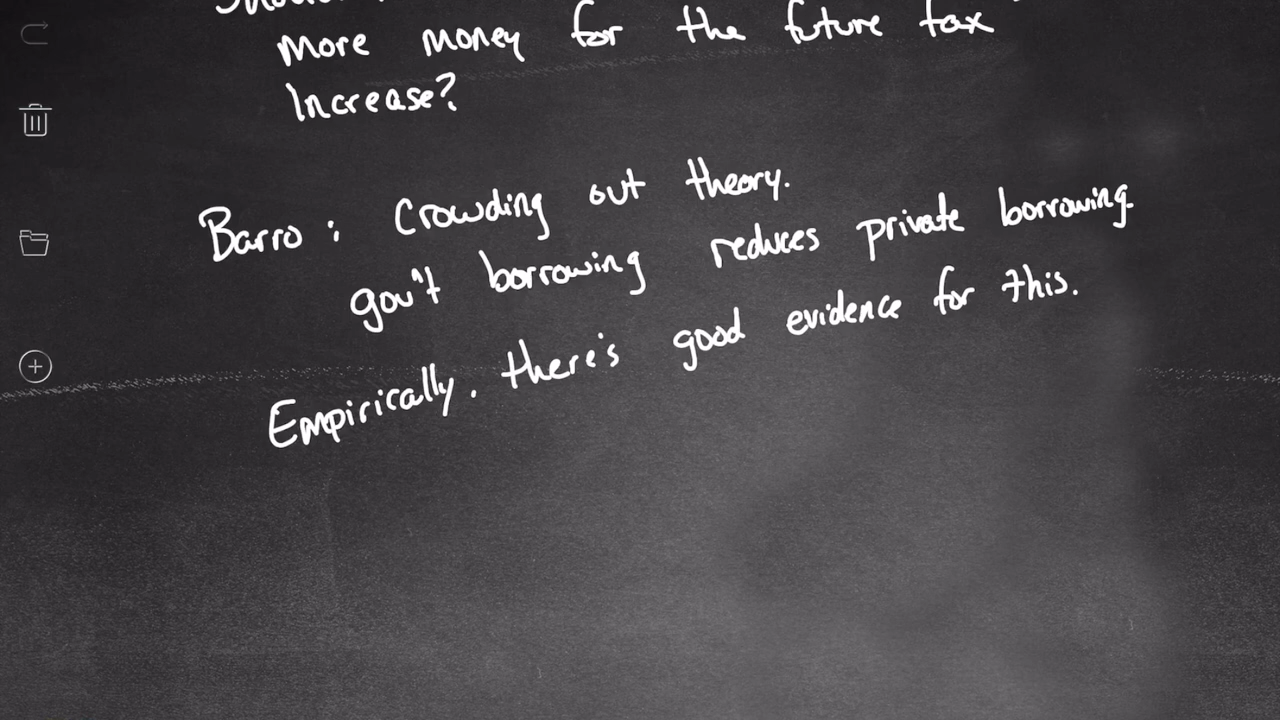 more money for the future tax
Increase?
Barro: Crowding out theory.
gov't borrowing reduces private borrowing.
Empirically. there's good evidence for this.